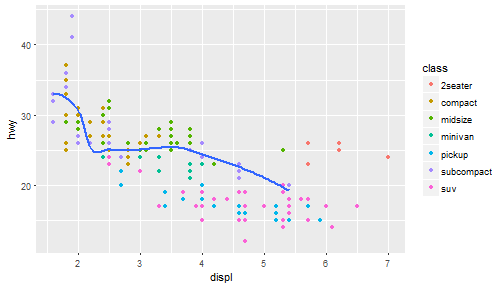 40
30
20
hwy
2
3
4
5
6
7
displ
class
2seater
compact
midsize
minivan
pickup
subcompact
suv